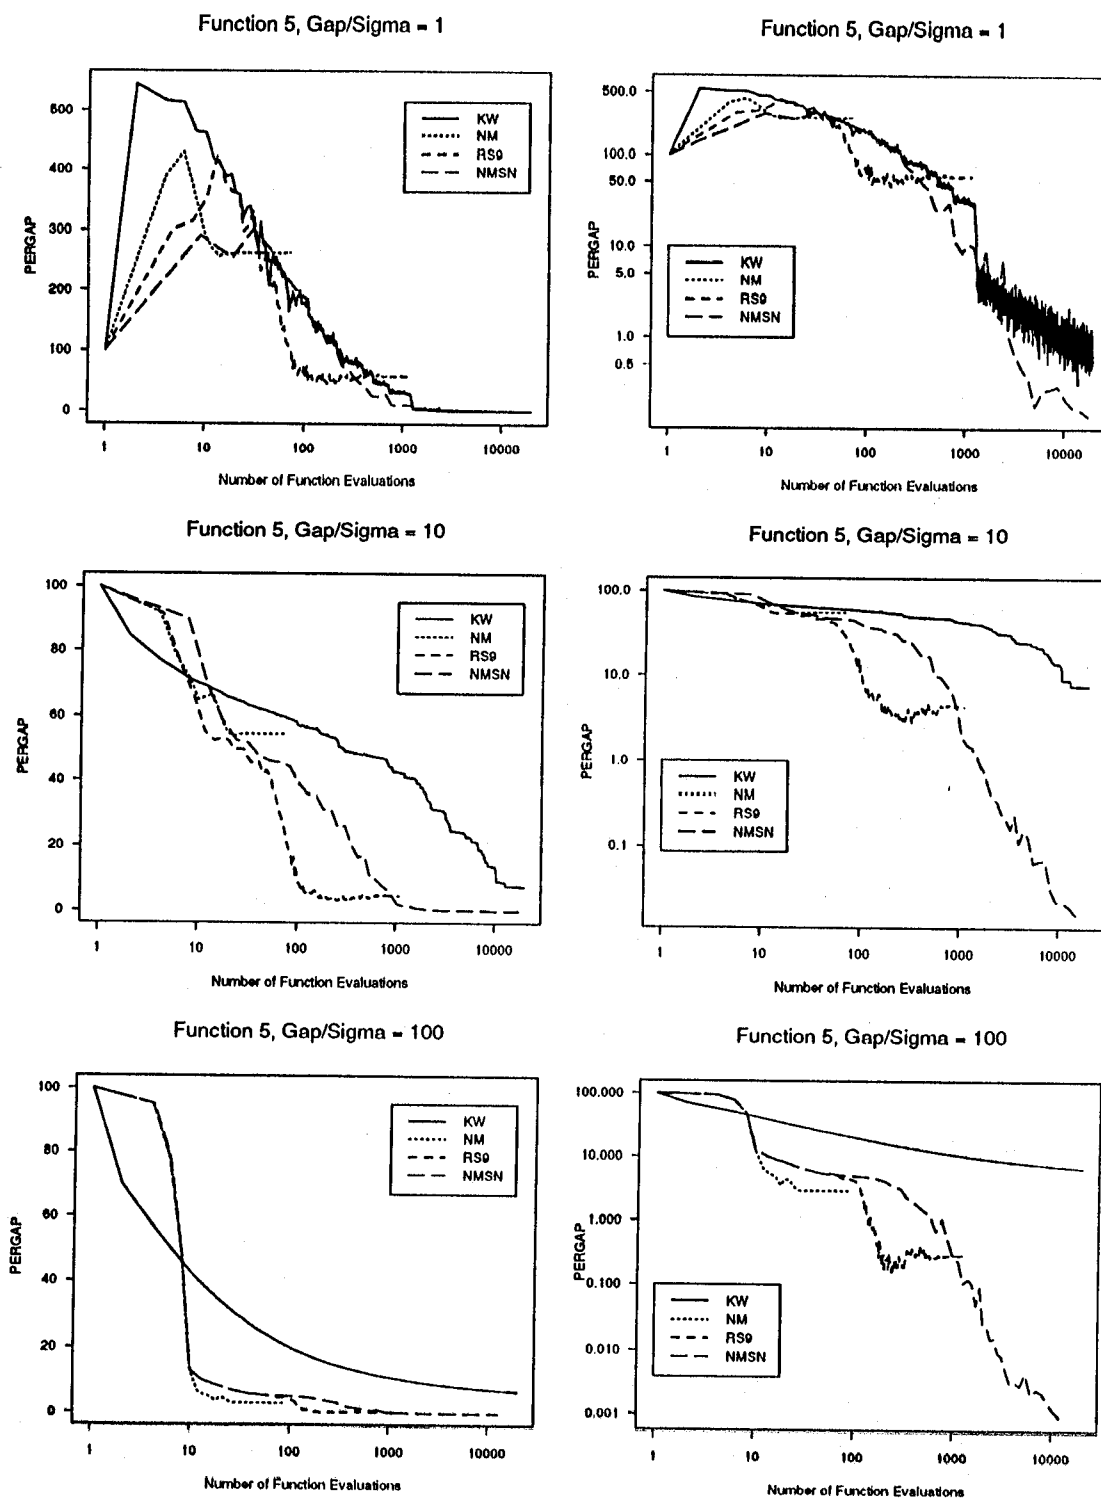 Function 5, Gap/Sigma = 1
PERGAP
500
400
300
200
100
0
KW
NM
RS9
NMSN
1 10 100 1000 10000
Number of Function Evaluations
Function 5, Gap/Sigma = 1
PERGAP
500.0
100.0
50.0
10.0
5.0
1.0
0.5
KW
NM
RS9
NMSN
1 10 100 1000 10000
Number of Function Evaluations
Function 5, Gap/Sigma = 10
PERGAP
100
80
60
40
20
0
KW
NM
RS9
NMSN
1 10 100 1000 10000
Number of Function Evaluations
Function 5, Gap/Sigma = 10
PERGAP
100.0
10.0
1.0
0.1
KW
NM
RS9
NMSN
1 10 100 1000 10000
Number of Function Evaluations
Function 5, Gap/Sigma = 100
PERGAP
100
80
60
40
20
0
KW
NM
RS9
NMSN
1 10 100 1000 10000
Number of Function Evaluations
Function 5, Gap/Sigma = 100
PERGAP
100.000
10.000
1.000
0.100
0.010
0.001
KW
NM
RS9
NMSN
1 10 100 1000 10000
Number of Function Evaluations